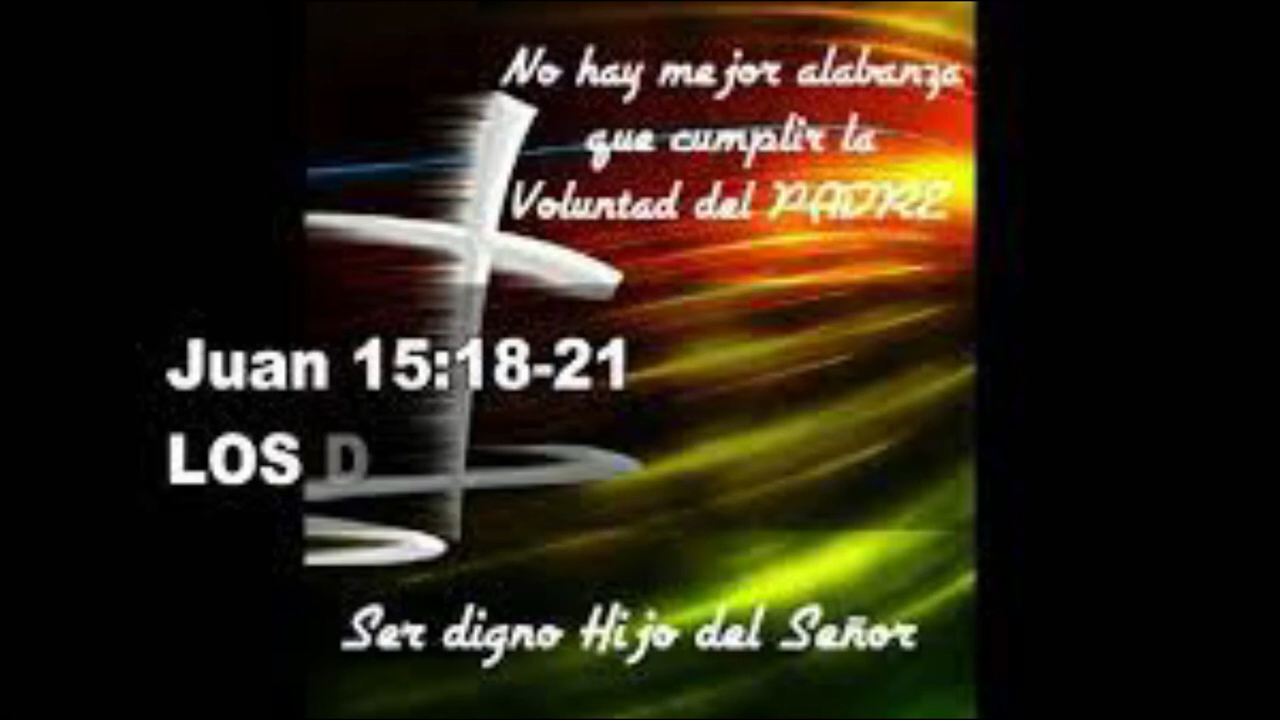 No hay mejor alabanza
que cumplir la
Voluntad del PADRE
Juan 15:18-21
LOS D
Ser digno Hijo del Señor